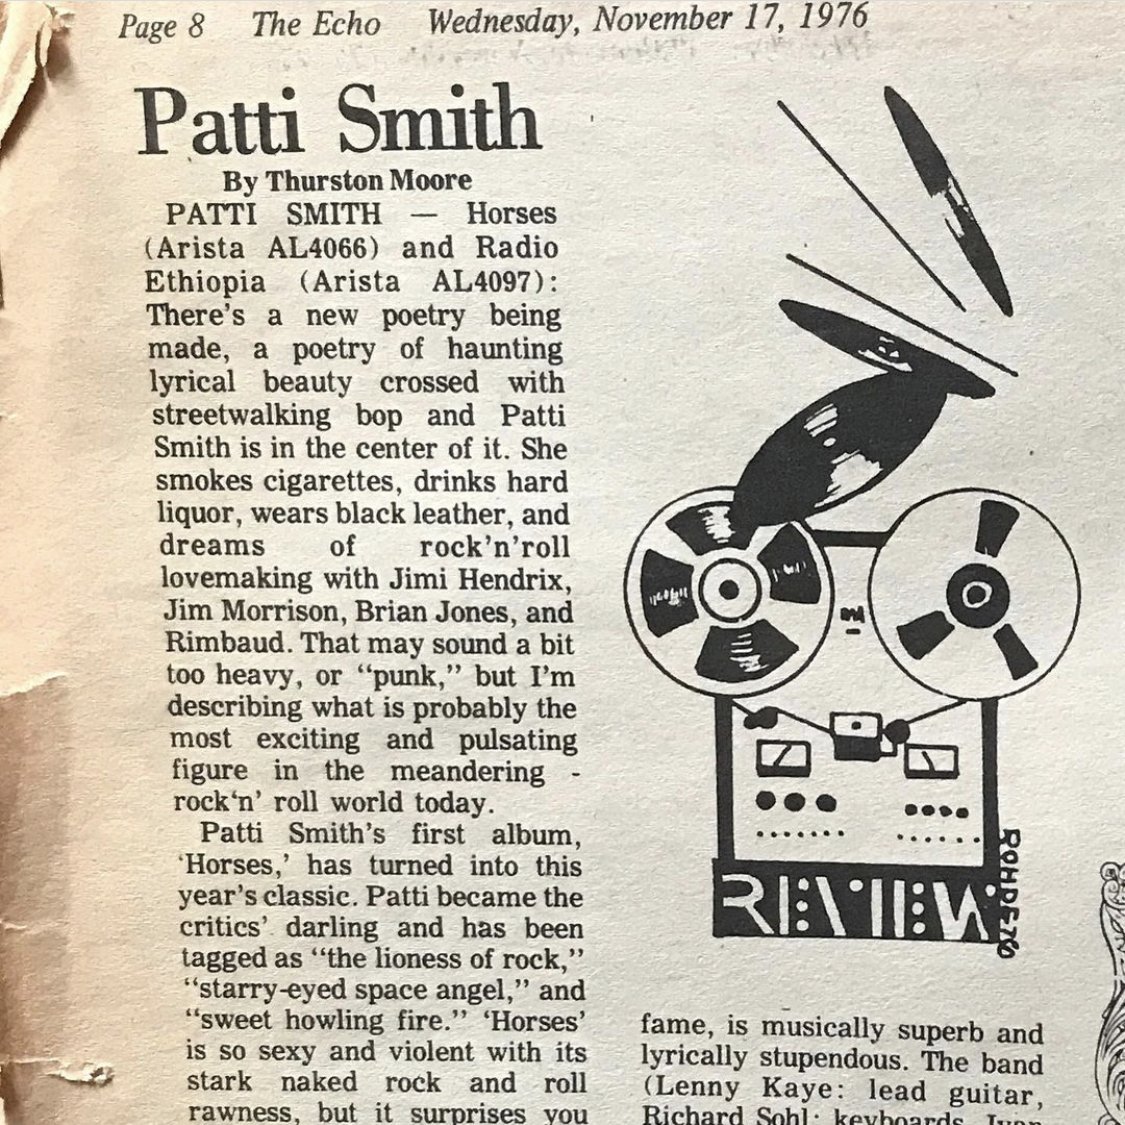 Page 8 The Echo Wednesday, November 17, 1976
Patti Smith
By Thurston Moore
PATTI SMITH — Horses
(Arista AL4066) and Radio
Ethiopia (Arista AL4097):
There's a new poetry being
made, a poetry of haunting
lyrical beauty crossed with
streetwalking bop and Patti
Smith is in the center of it. She
smokes cigarettes, drinks hard
liquor, wears black leather, and
dreams of rock'n'roll
lovemaking with Jimi Hendrix,
Jim Morrison, Brian Jones, and
Rimbaud. That may sound a bit
too heavy, or "punk," but I'm
describing what is probably the
most exciting and pulsating
figure in the meandering -
rock'n' roll world today.
Patti Smith's first album,
'Horses,' has turned into this
year's classic. Patti became the
critics' darling and has been
tagged as "the lioness of rock,"
"starry-eyed space angel," and
"sweet howling fire." 'Horses'
is so sexy and violent with its
stark naked rock and roll
rawness, but it surprises you
REVIEW
fame, is musically superb and
lyrically stupendous. The band
(Lenny Kaye: lead guitar,
Richard Sohl: keyboards, Ivan